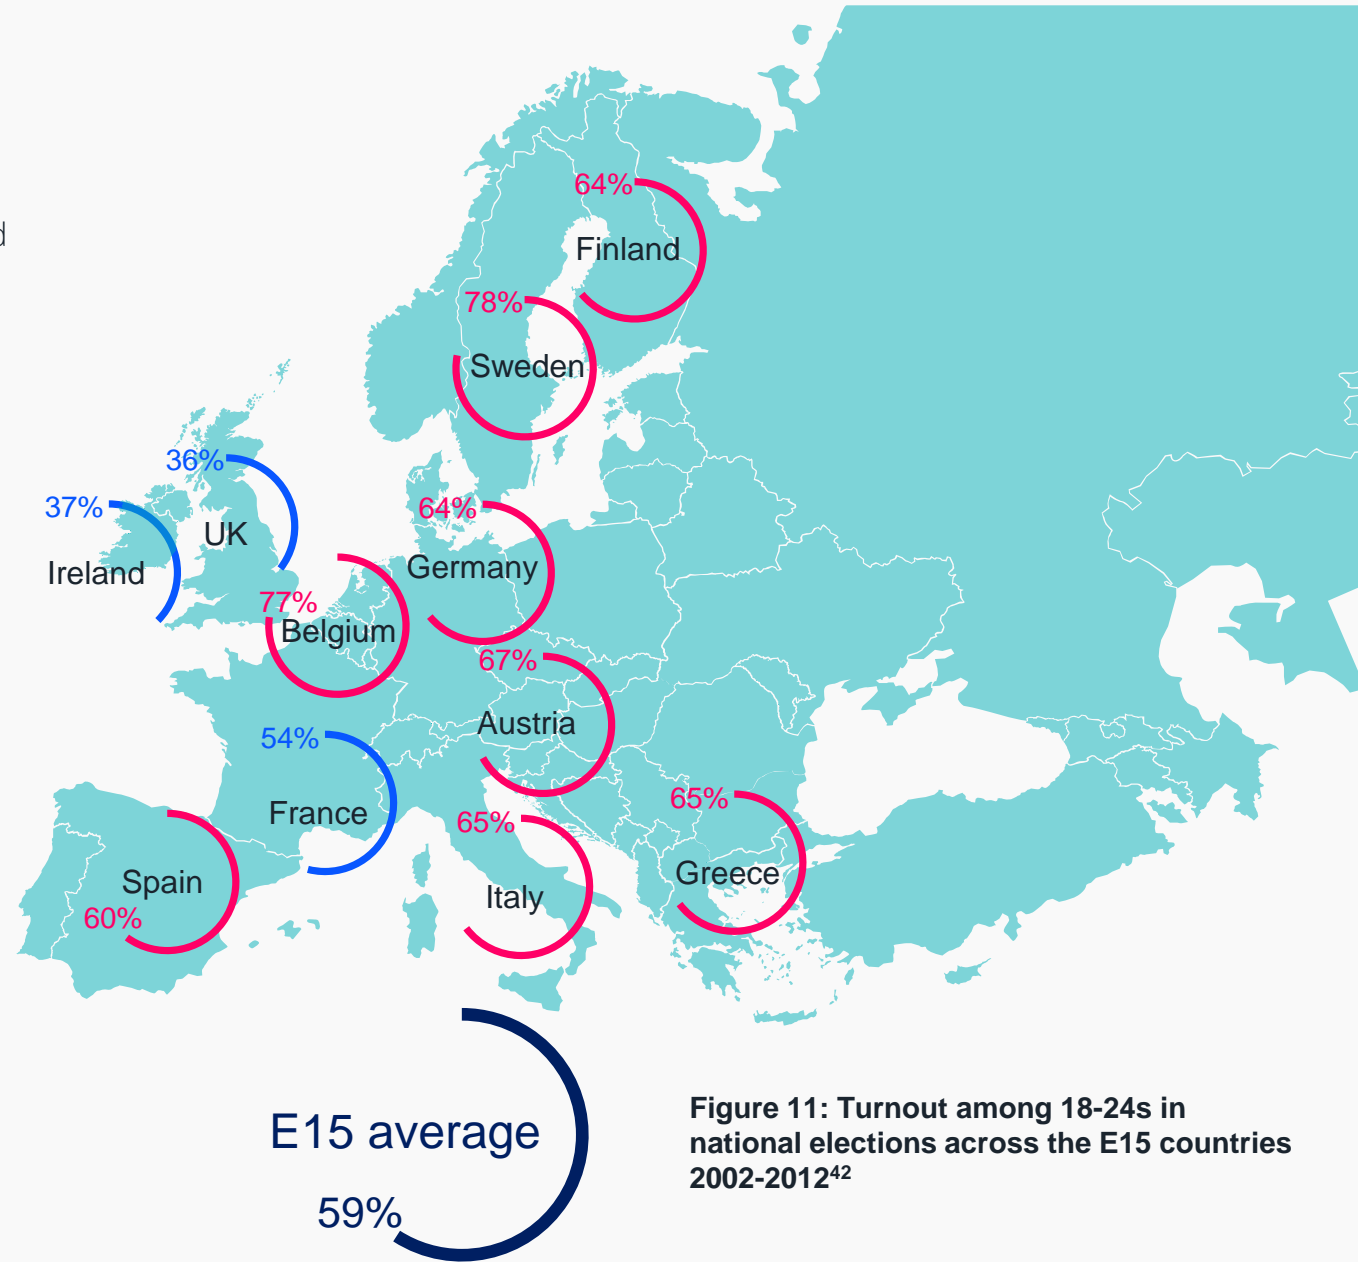 d
64%
Finland
78%
Sweden
36%
UK
37%
Ireland
64%
Germany
77%
Belgium
67%
Austria
54%
France
65%
Italy
65%
Greece
Spain
60%
E15 average
59%
Figure 11: Turnout among 18-24s in
national elections across the E15 countries
2002-2012⁴²